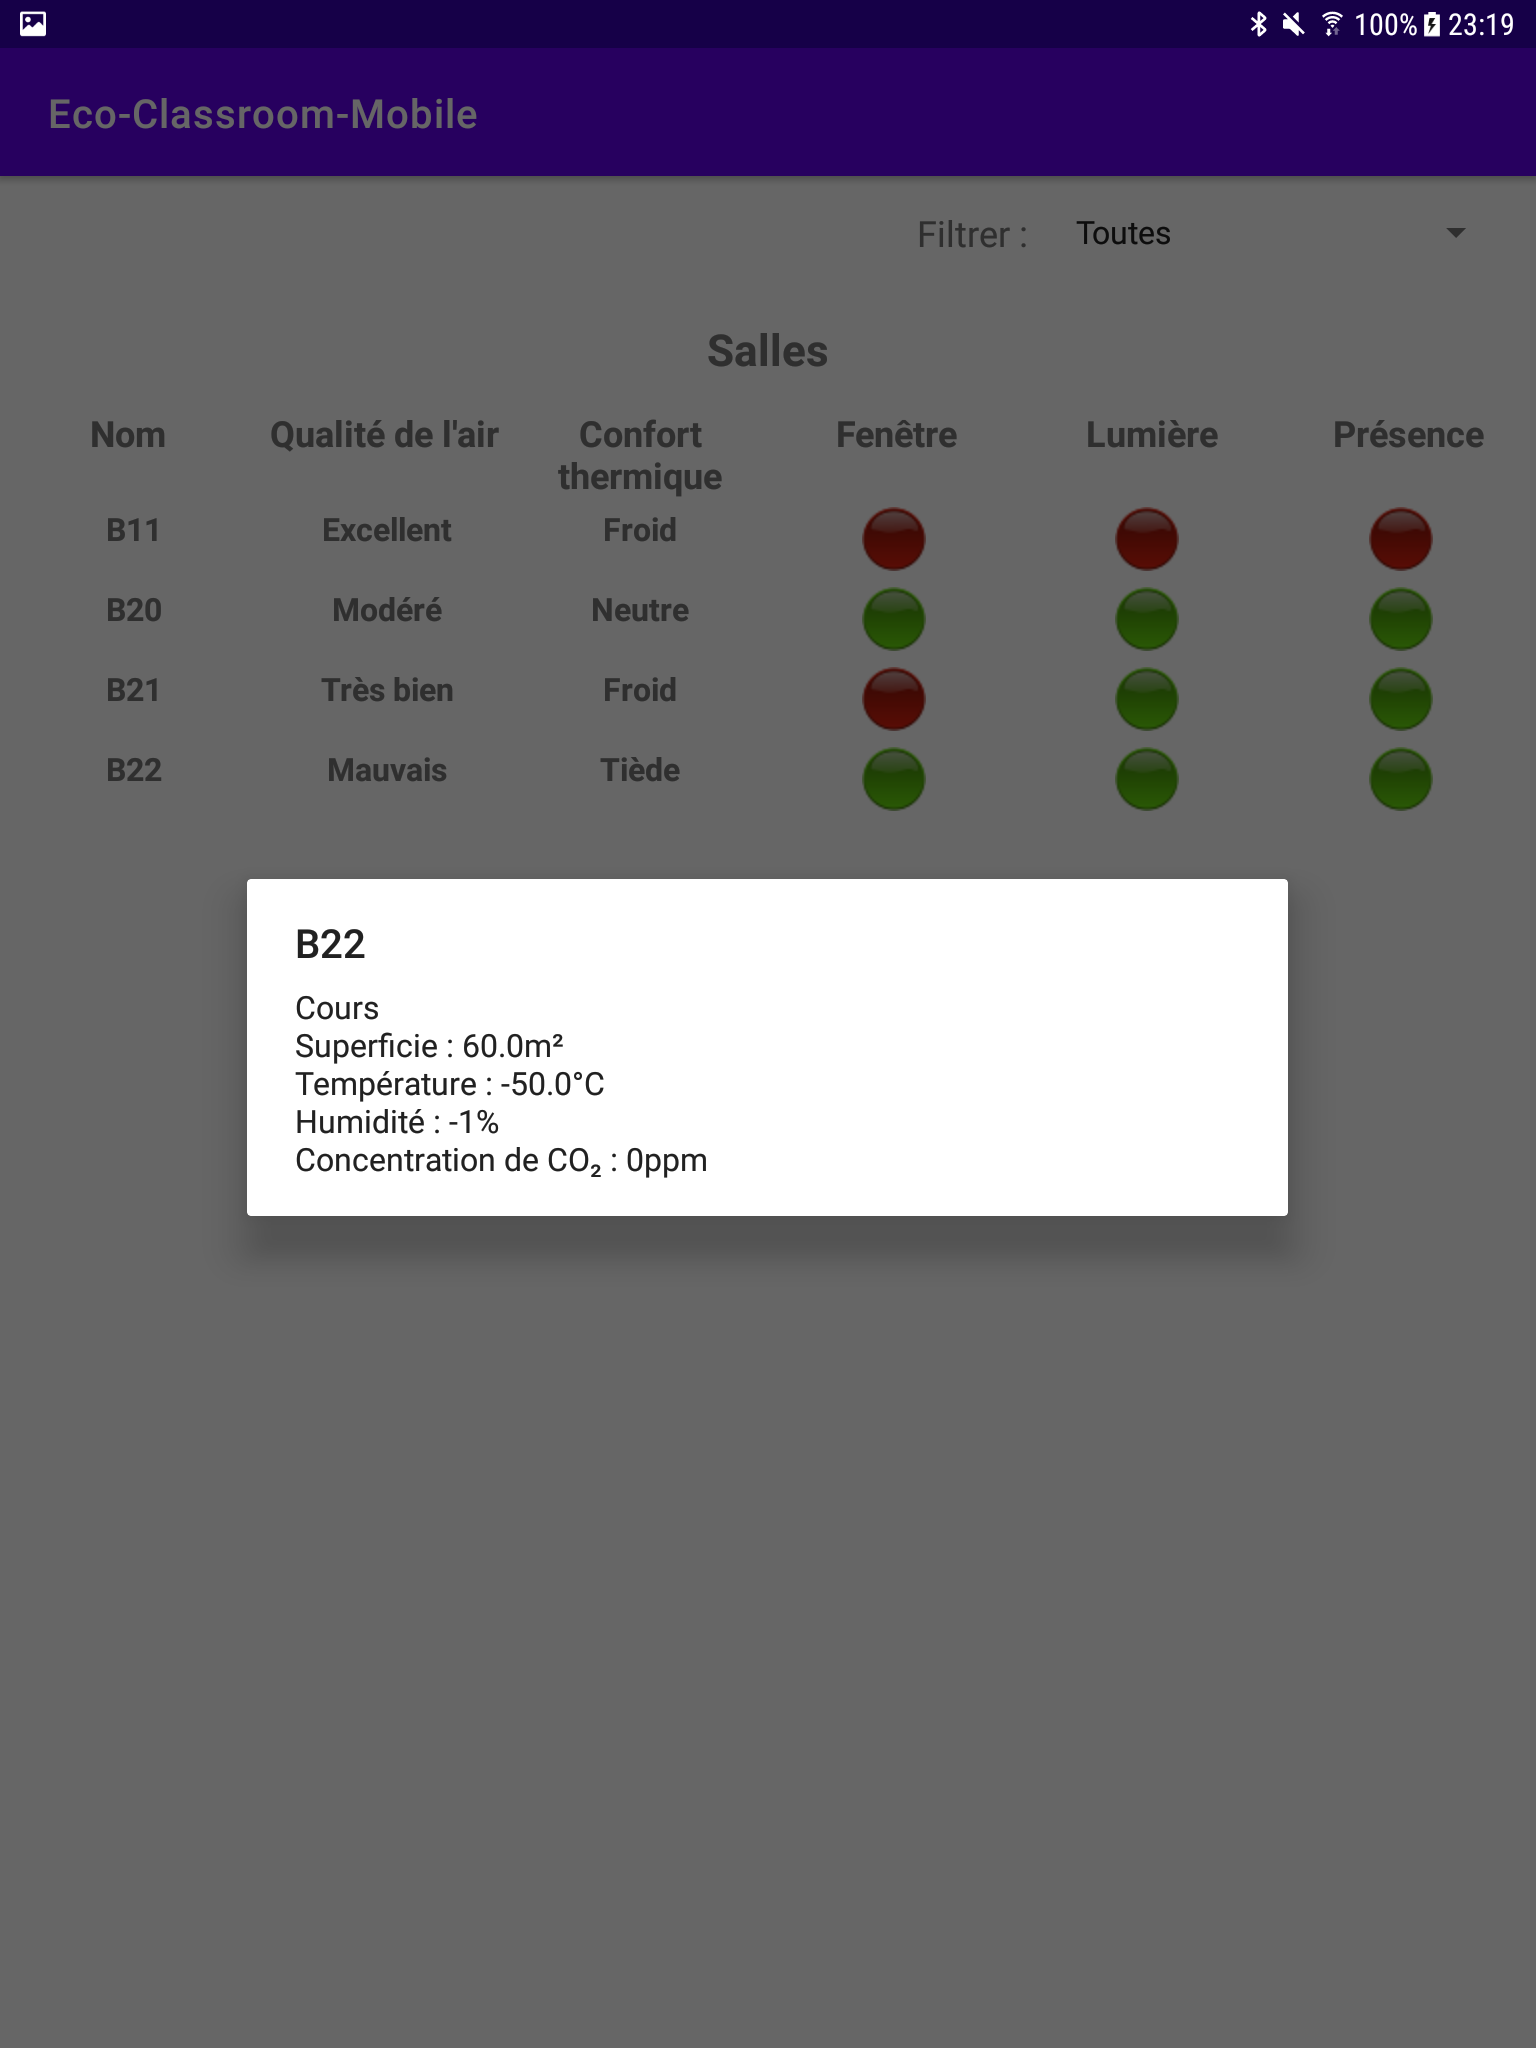 100% 23:19
Eco-Classroom-Mobile
Filtrer : Toutes
Salles
Nom Qualité de l'air Confort thermique Fenêtre Lumière Présence
B11 Excellent Froid
B20 Modéré Neutre
B21 Très bien Froid
B22 Mauvais Tiède
B22
Cours
Superficie : 60.0m²
Température : -50.0°C
Humidité : -1%
Concentration de CO₂ : 0ppm